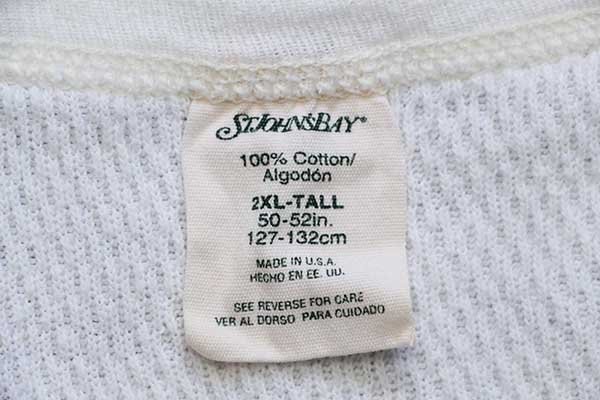 ST. JOHN'S BAY®
100% Cotton/
Algodón
2XL-TALL
50-52in.
127-132cm
MADE IN U.S.A.
HECHO EN EE. UU.
SEE REVERSE FOR CARE
VER AL DORSO PARA CUIDADO